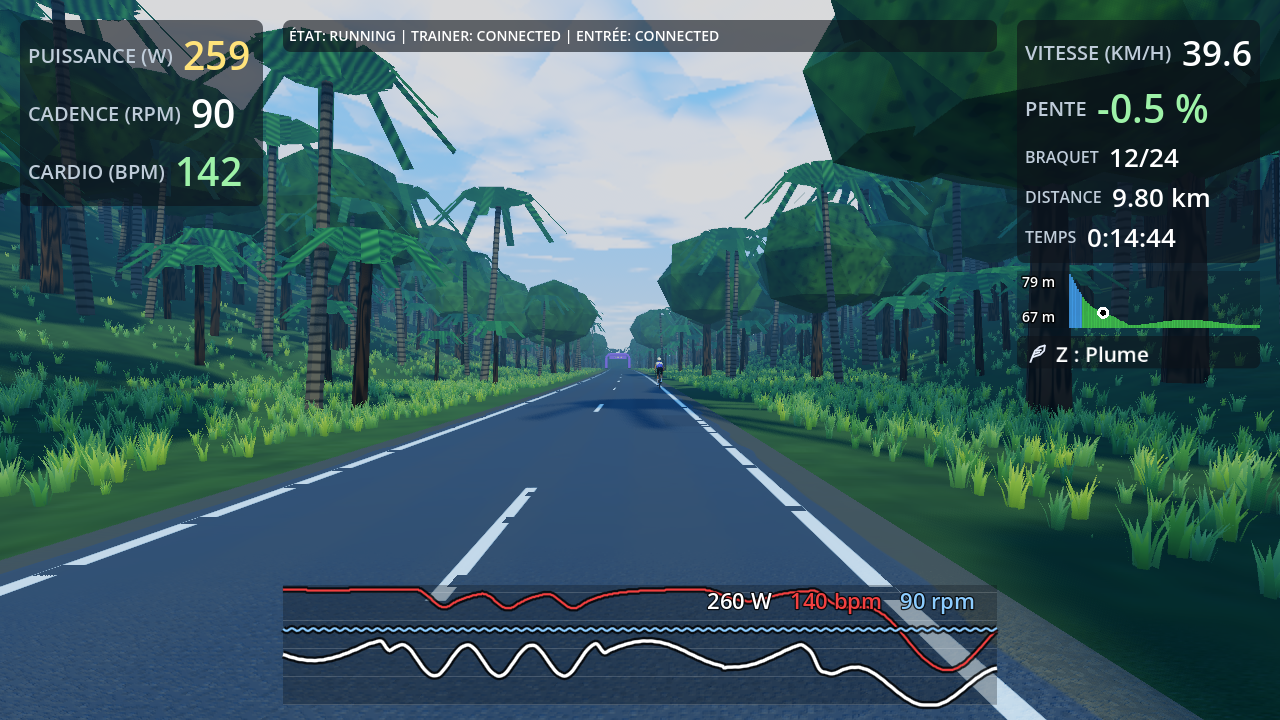 PUISSANCE (W) 259
CADENCE (RPM) 90
CARDIO (BPM) 142
ÉTAT: RUNNING | TRAINER: CONNECTED | ENTRÉE: CONNECTED
VITESSE (KM/H) 39.6
PENTE -0.5 %
BRAQUET 12/24
DISTANCE 9.80 km
TEMPS 0:14:44
79 m
67 m
Z : Plume
260 W 140 bpm 90 rpm